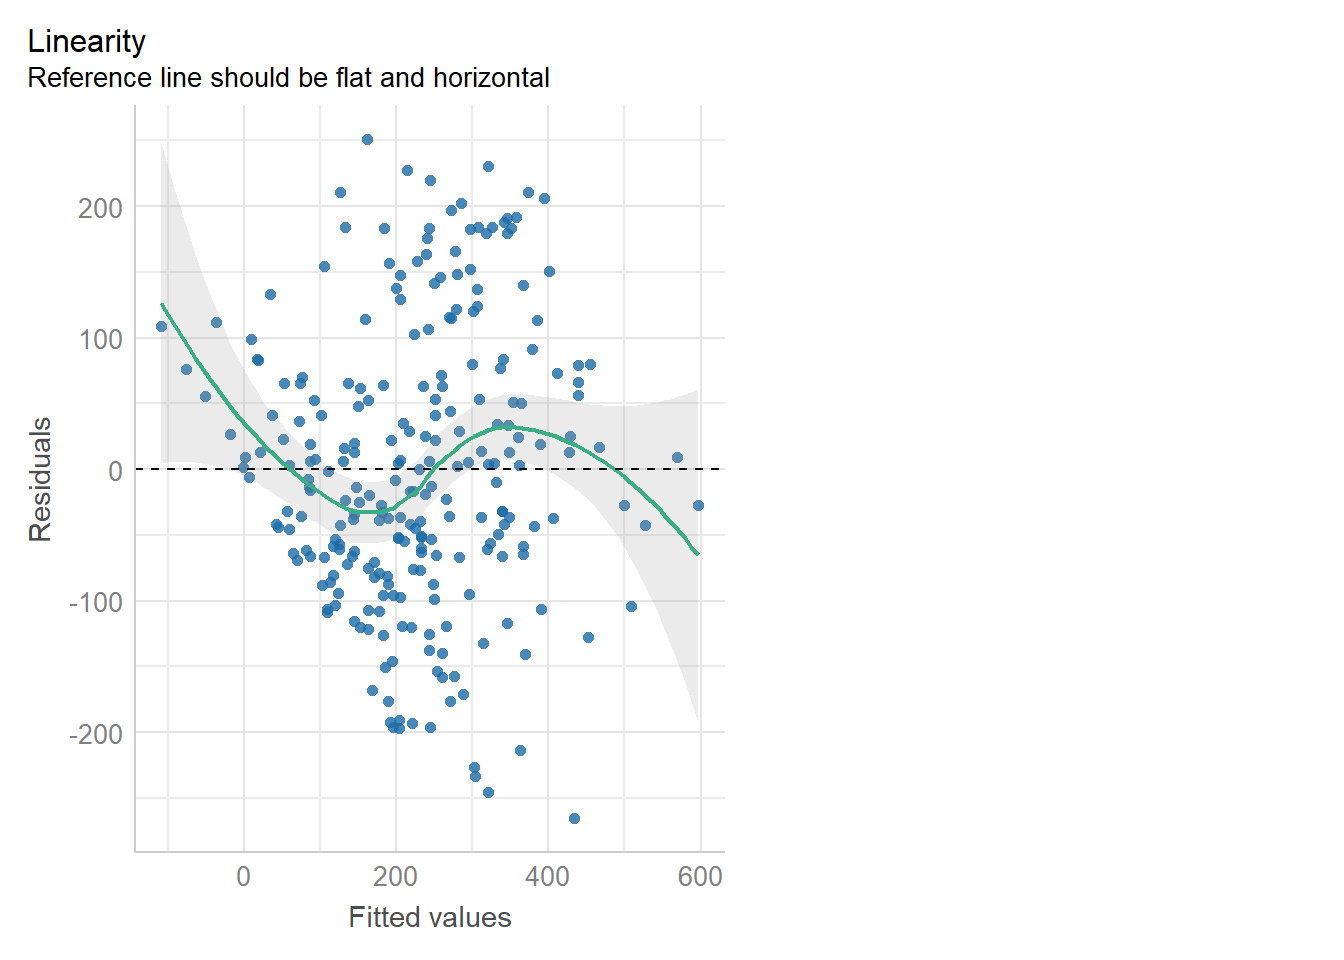 Linearity
Reference line should be flat and horizontal
200
100
0
-100
-200
Residuals
0
200
400
600
Fitted values